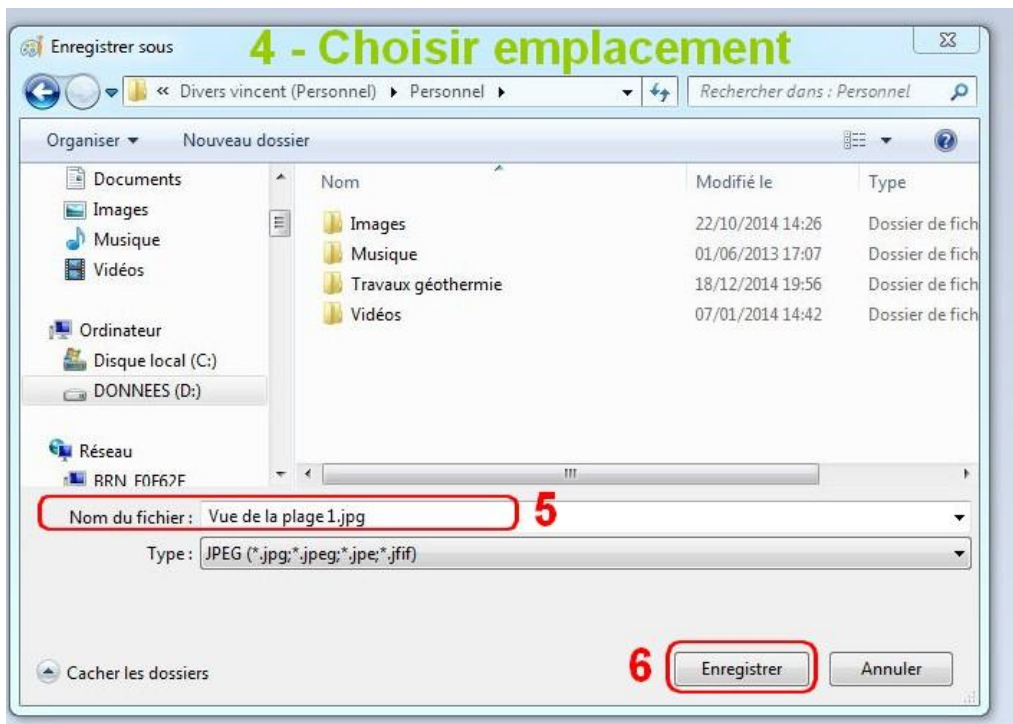 Enregistrer sous 4 - Choisir emplacement
« Divers vincent (Personnel) Personnel Rechercher dans : Personnel
Organiser Nouveau dossier
Documents
Images
Musique
Vidéos
Ordinateur
Disque local (C:)
DONNEES (D:)
Réseau
Nom Modifié le Type
Images 22/10/2014 14:26 Dossier de fich
Musique 01/06/2013 17:07 Dossier de fich
Travaux géothermie 18/12/2014 19:56 Dossier de fich
Vidéos 07/01/2014 14:42 Dossier de fich
Nom du fichier : Vue de la plage 1.jpg 5
Type : JPEG (*.jpg;*.jpeg;*.jpe;*.jfif)
Cacher les dossiers 6 Enregistrer Annuler